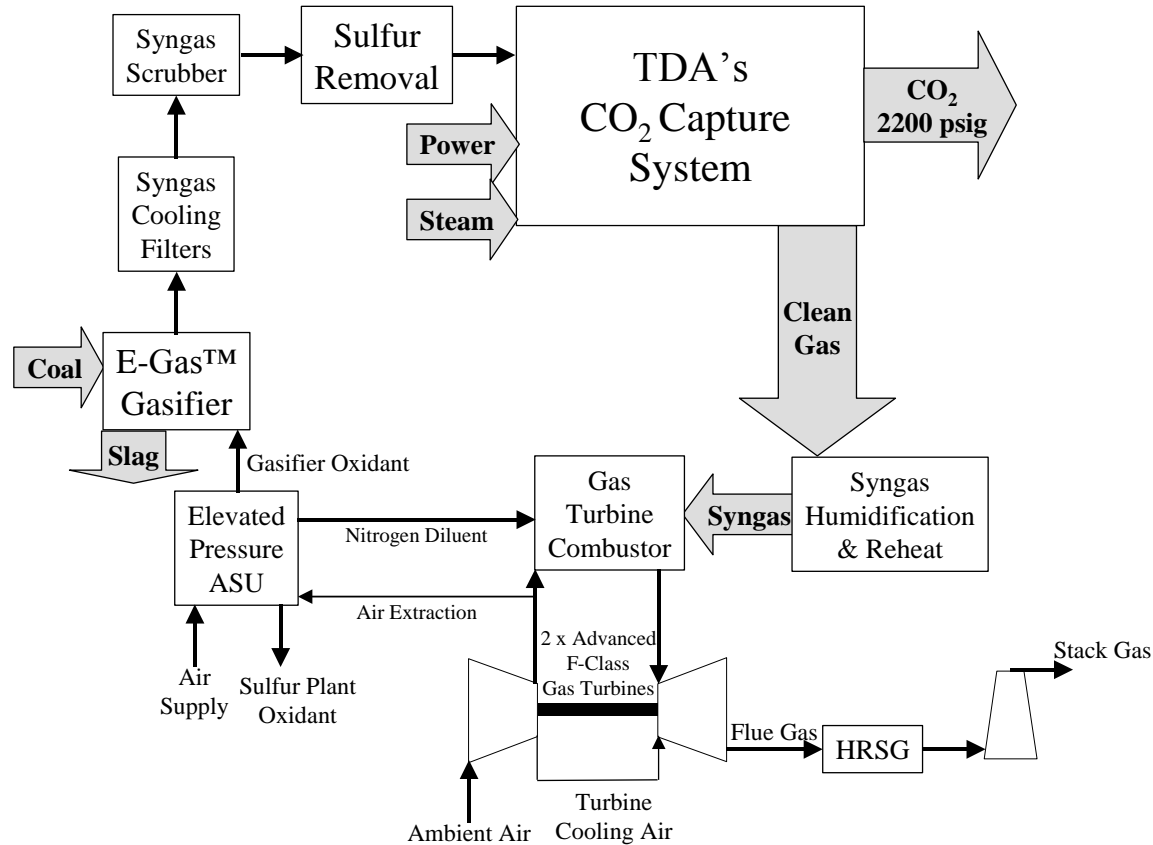 Syngas
Scrubber
Sulfur
Removal
TDA's
CO₂ Capture
System
CO₂
2200 psig
Power
Steam
Syngas
Cooling
Filters
Clean
Gas
Coal
E-Gas™
Gasifier
Slag
Gasifier Oxidant
Elevated
Pressure
ASU
Nitrogen Diluent
Gas
Turbine
Combustor
Syngas
Syngas
Humidification
& Reheat
Air Extraction
Air
Supply
Sulfur Plant
Oxidant
2 x Advanced
F-Class
Gas Turbines
Stack Gas
Flue Gas
HRSG
Ambient Air
Turbine
Cooling Air